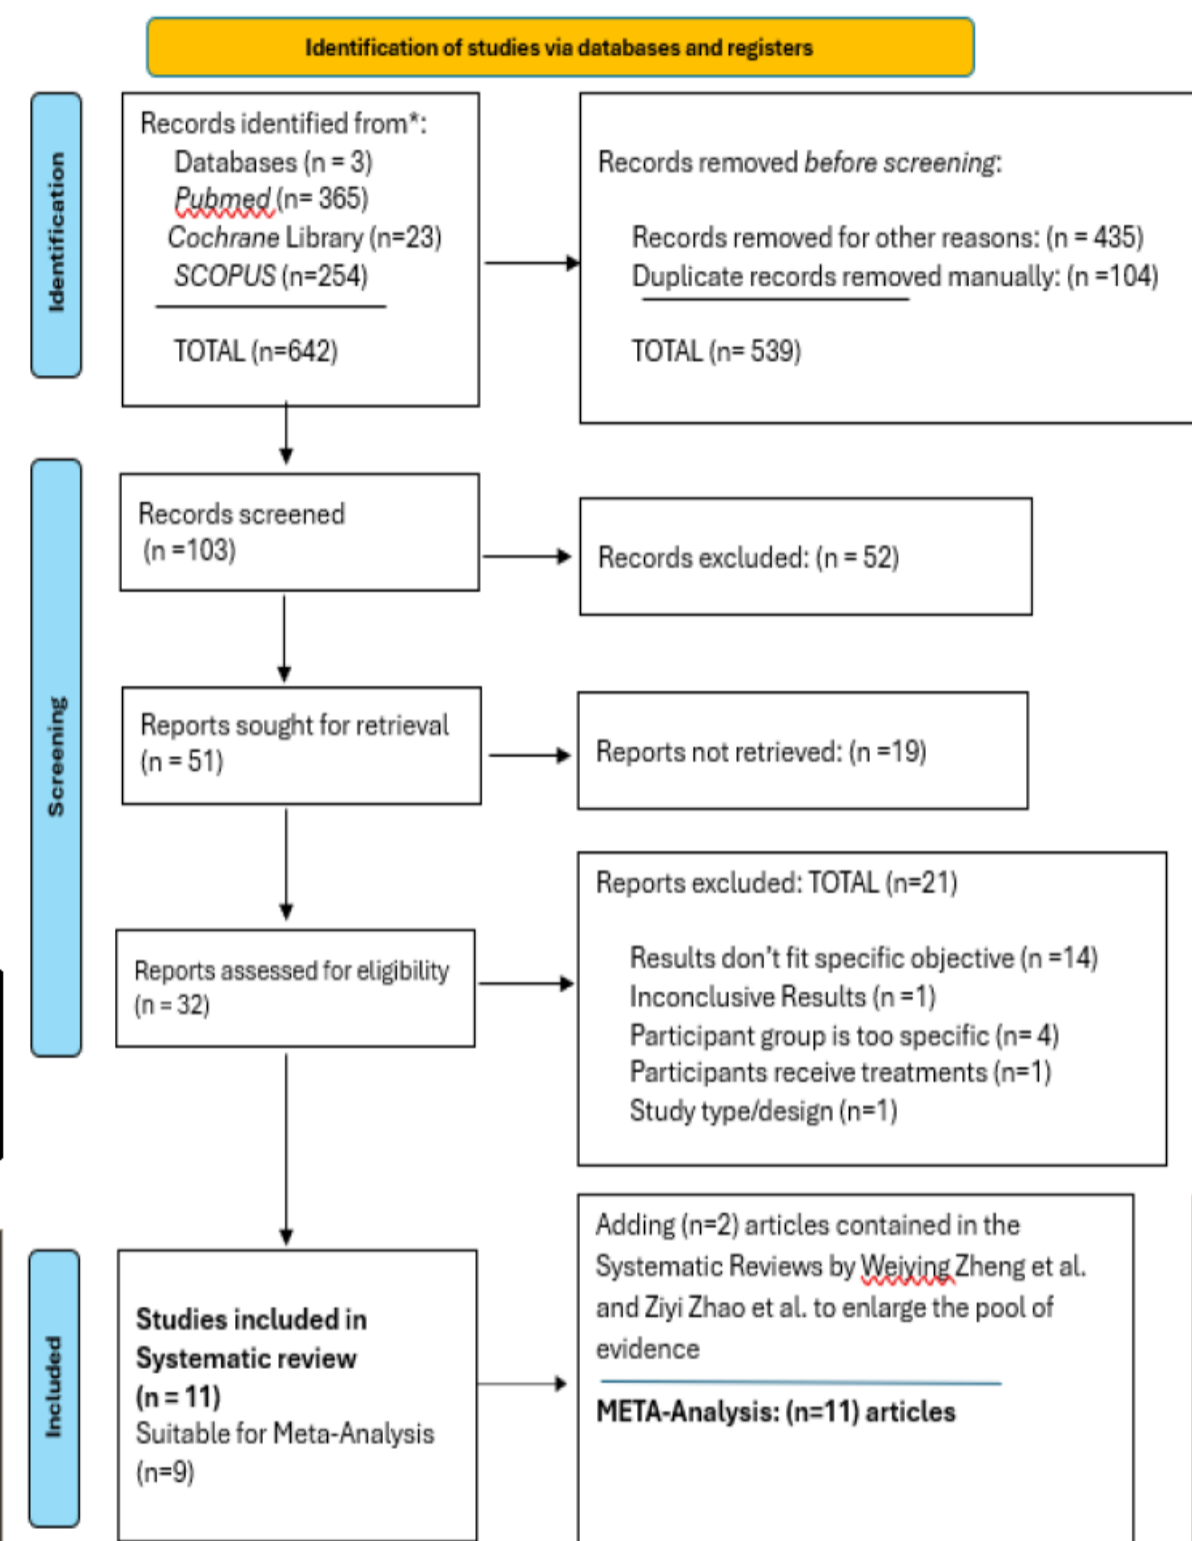 Identification of studies via databases and registers
Identification
Records identified from*:
Databases (n = 3)
Pubmed (n= 365)
Cochrane Library (n=23)
SCOPUS (n=254)
TOTAL (n=642)
Records removed before screening:
Records removed for other reasons: (n = 435)
Duplicate records removed manually: (n =104)
TOTAL (n= 539)
Screening
Records screened
(n =103)
Records excluded: (n = 52)
Reports sought for retrieval
(n = 51)
Reports not retrieved: (n =19)
Reports assessed for eligibility
(n = 32)
Reports excluded: TOTAL (n=21)
Results don't fit specific objective (n =14)
Inconclusive Results (n =1)
Participant group is too specific (n= 4)
Participants receive treatments (n=1)
Study type/design (n=1)
Included
Studies included in
Systematic review
(n = 11)
Suitable for Meta-Analysis
(n=9)
Adding (n=2) articles contained in the
Systematic Reviews by Weiying Zheng et al.
and Ziyi Zhao et al. to enlarge the pool of
evidence
META-Analysis: (n=11) articles